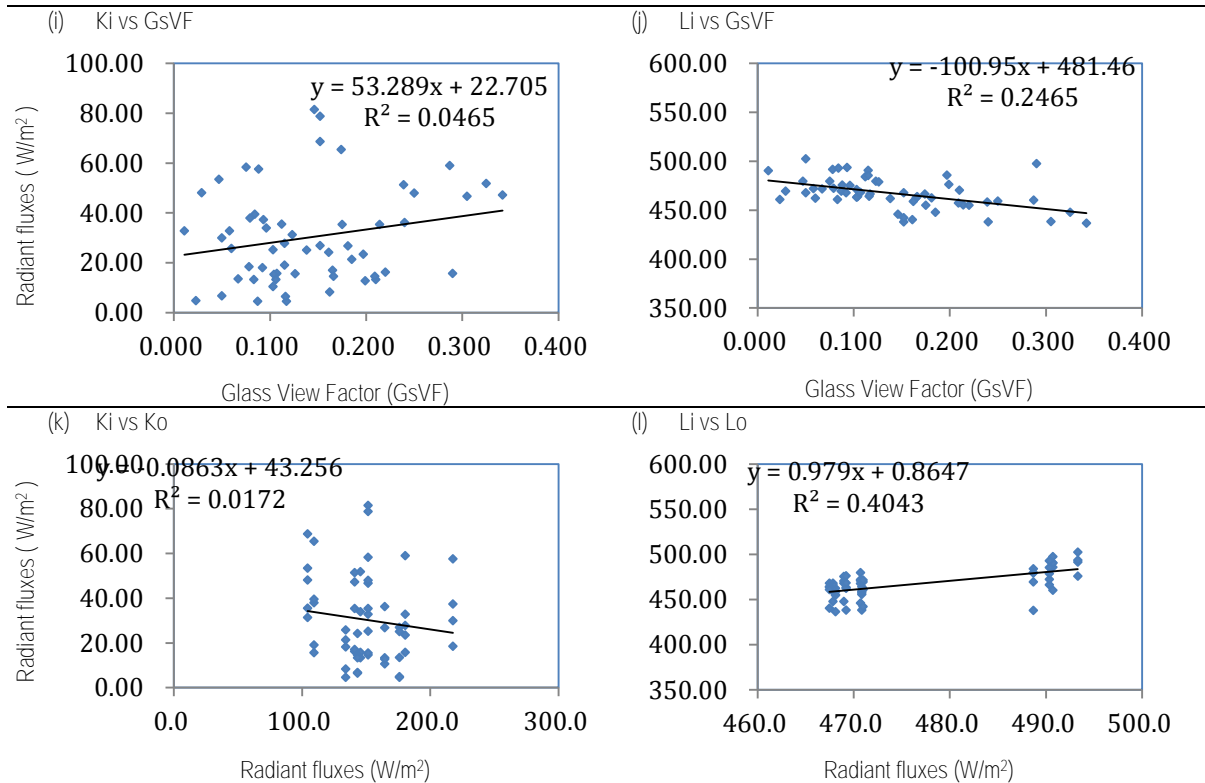 (i) Ki vs GsVF
y = 53.289x + 22.705
R² = 0.0465
100.00
80.00
60.00
40.00
20.00
0.00
0.000 0.100 0.200 0.300 0.400
Radiant fluxes ( W/m²)
Glass View Factor (GsVF)
(j) Li vs GsVF
y = -100.95x + 481.46
R² = 0.2465
600.00
550.00
500.00
450.00
400.00
350.00
0.000 0.100 0.200 0.300 0.400
Glass View Factor (GsVF)
(k) Ki vs Ko
y = -0.0863x + 43.256
R² = 0.0172
100.00
80.00
60.00
40.00
20.00
0.00
0.0 100.0 200.0 300.0
Radiant fluxes ( W/m²)
Radiant fluxes (W/m²)
(l) Li vs Lo
y = 0.979x + 0.8647
R² = 0.4043
600.00
550.00
500.00
450.00
400.00
350.00
460.0 470.0 480.0 490.0 500.0
Radiant fluxes (W/m²)